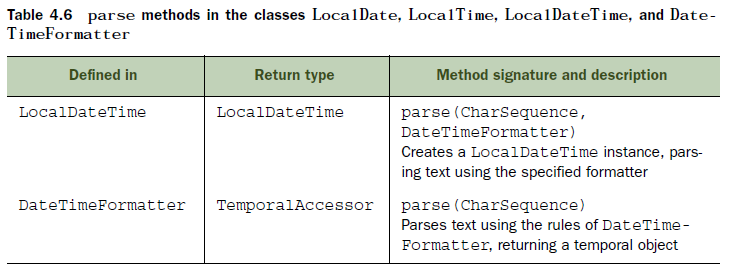 Table 4.6 parse methods in the classes LocalDate, LocalTime, LocalDateTime, and Date-
TimeFormatter
Defined in Return type Method signature and description
LocalDateTime LocalDateTime parse(CharSequence,
DateTimeFormatter)
Creates a LocalDateTime instance, pars-
ing text using the specified formatter
DateTimeFormatter TemporalAccessor parse(CharSequence)
Parses text using the rules of DateTime-
Formatter, returning a temporal object